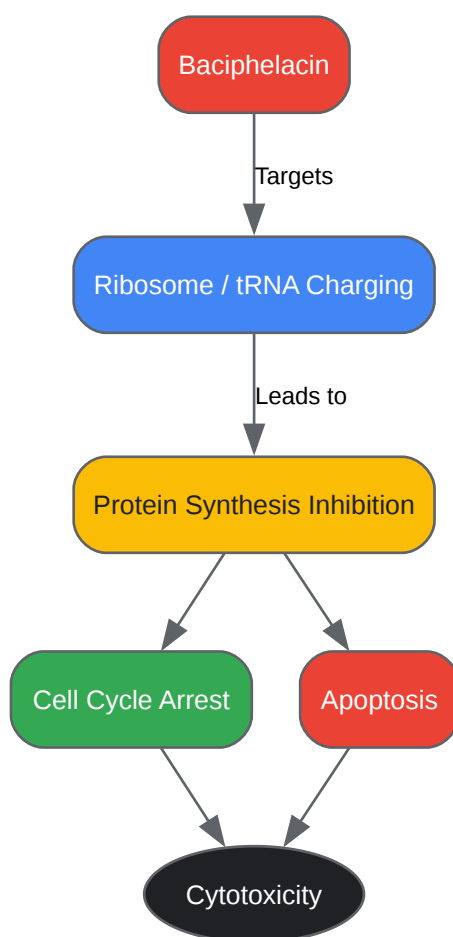 Baciphelacin
Targets
Ribosome / tRNA Charging
Leads to
Protein Synthesis Inhibition
Cell Cycle Arrest
Apoptosis
Cytotoxicity